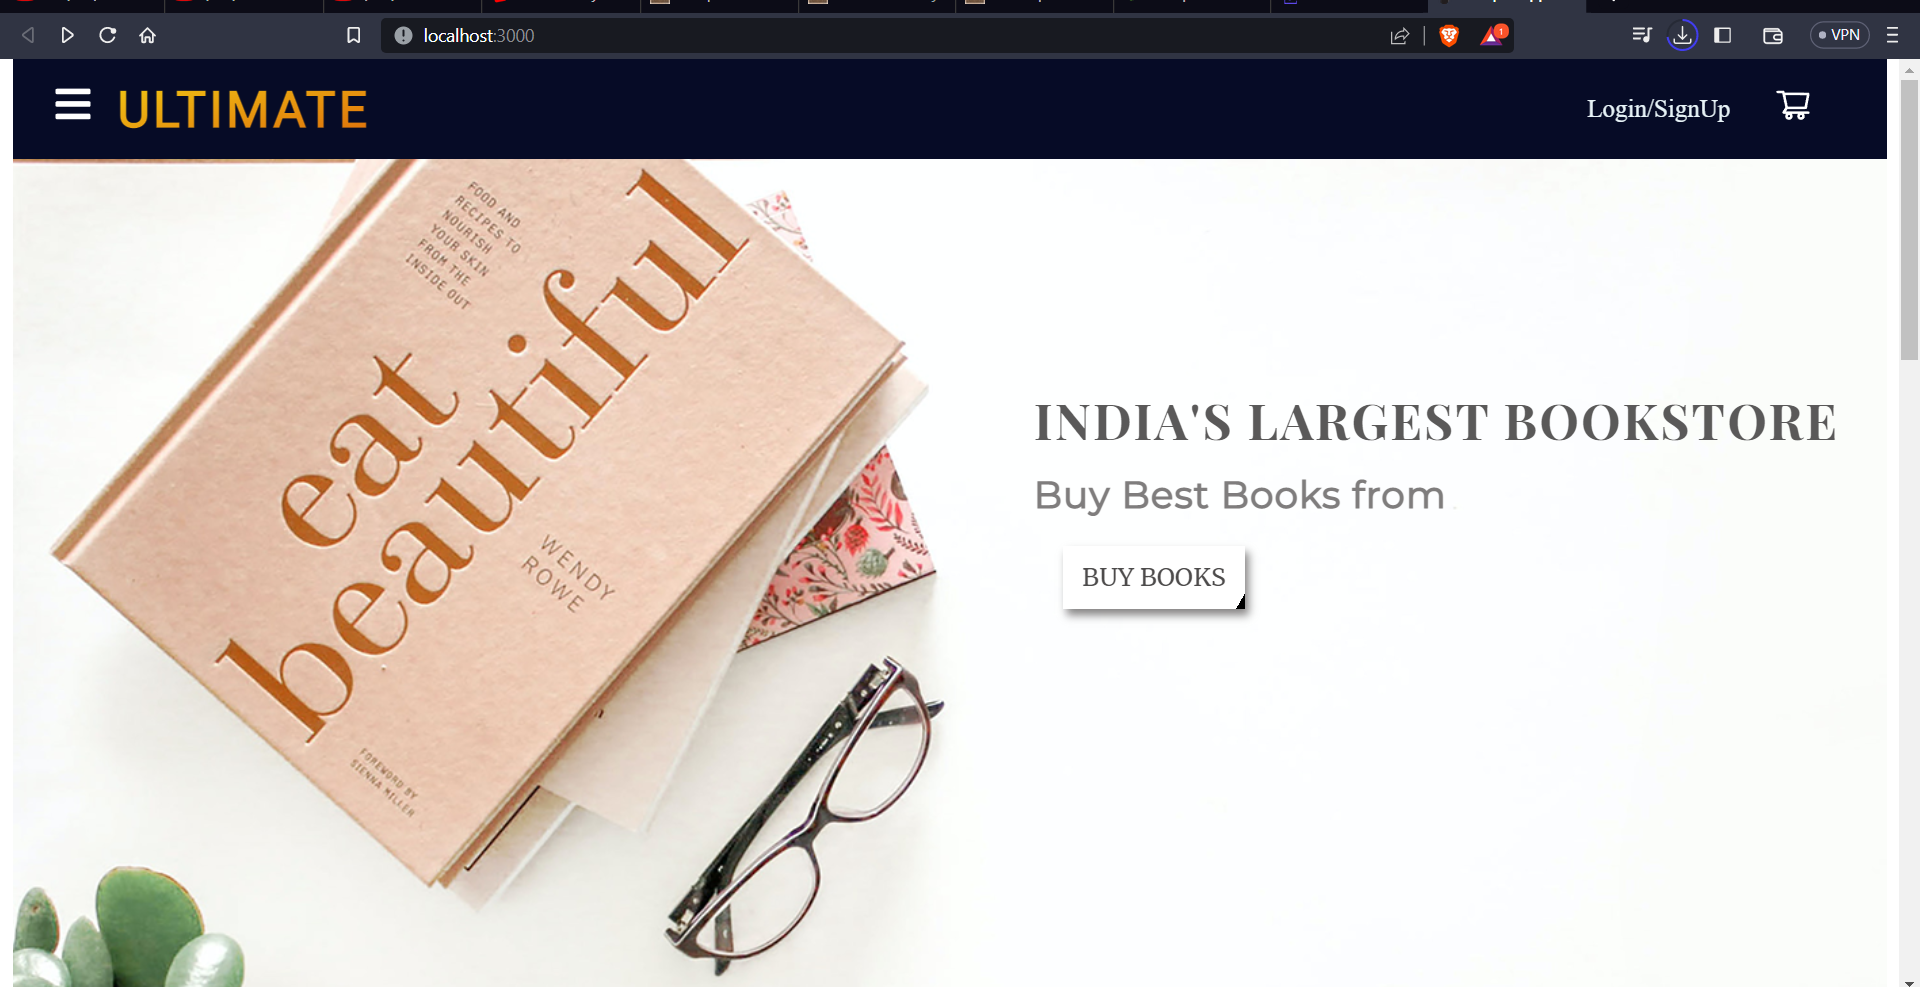 localhost:3000
1
VPN
ULTIMATE
Login/SignUp
FOOD AND
RECIPES TO
NOURISH
YOUR SKIN
FROM THE
INSIDE OUT
eat
beautiful
WENDY
ROWE
FOREWORD BY
SIENNA MILLER
INDIA'S LARGEST BOOKSTORE
Buy Best Books from
BUY BOOKS